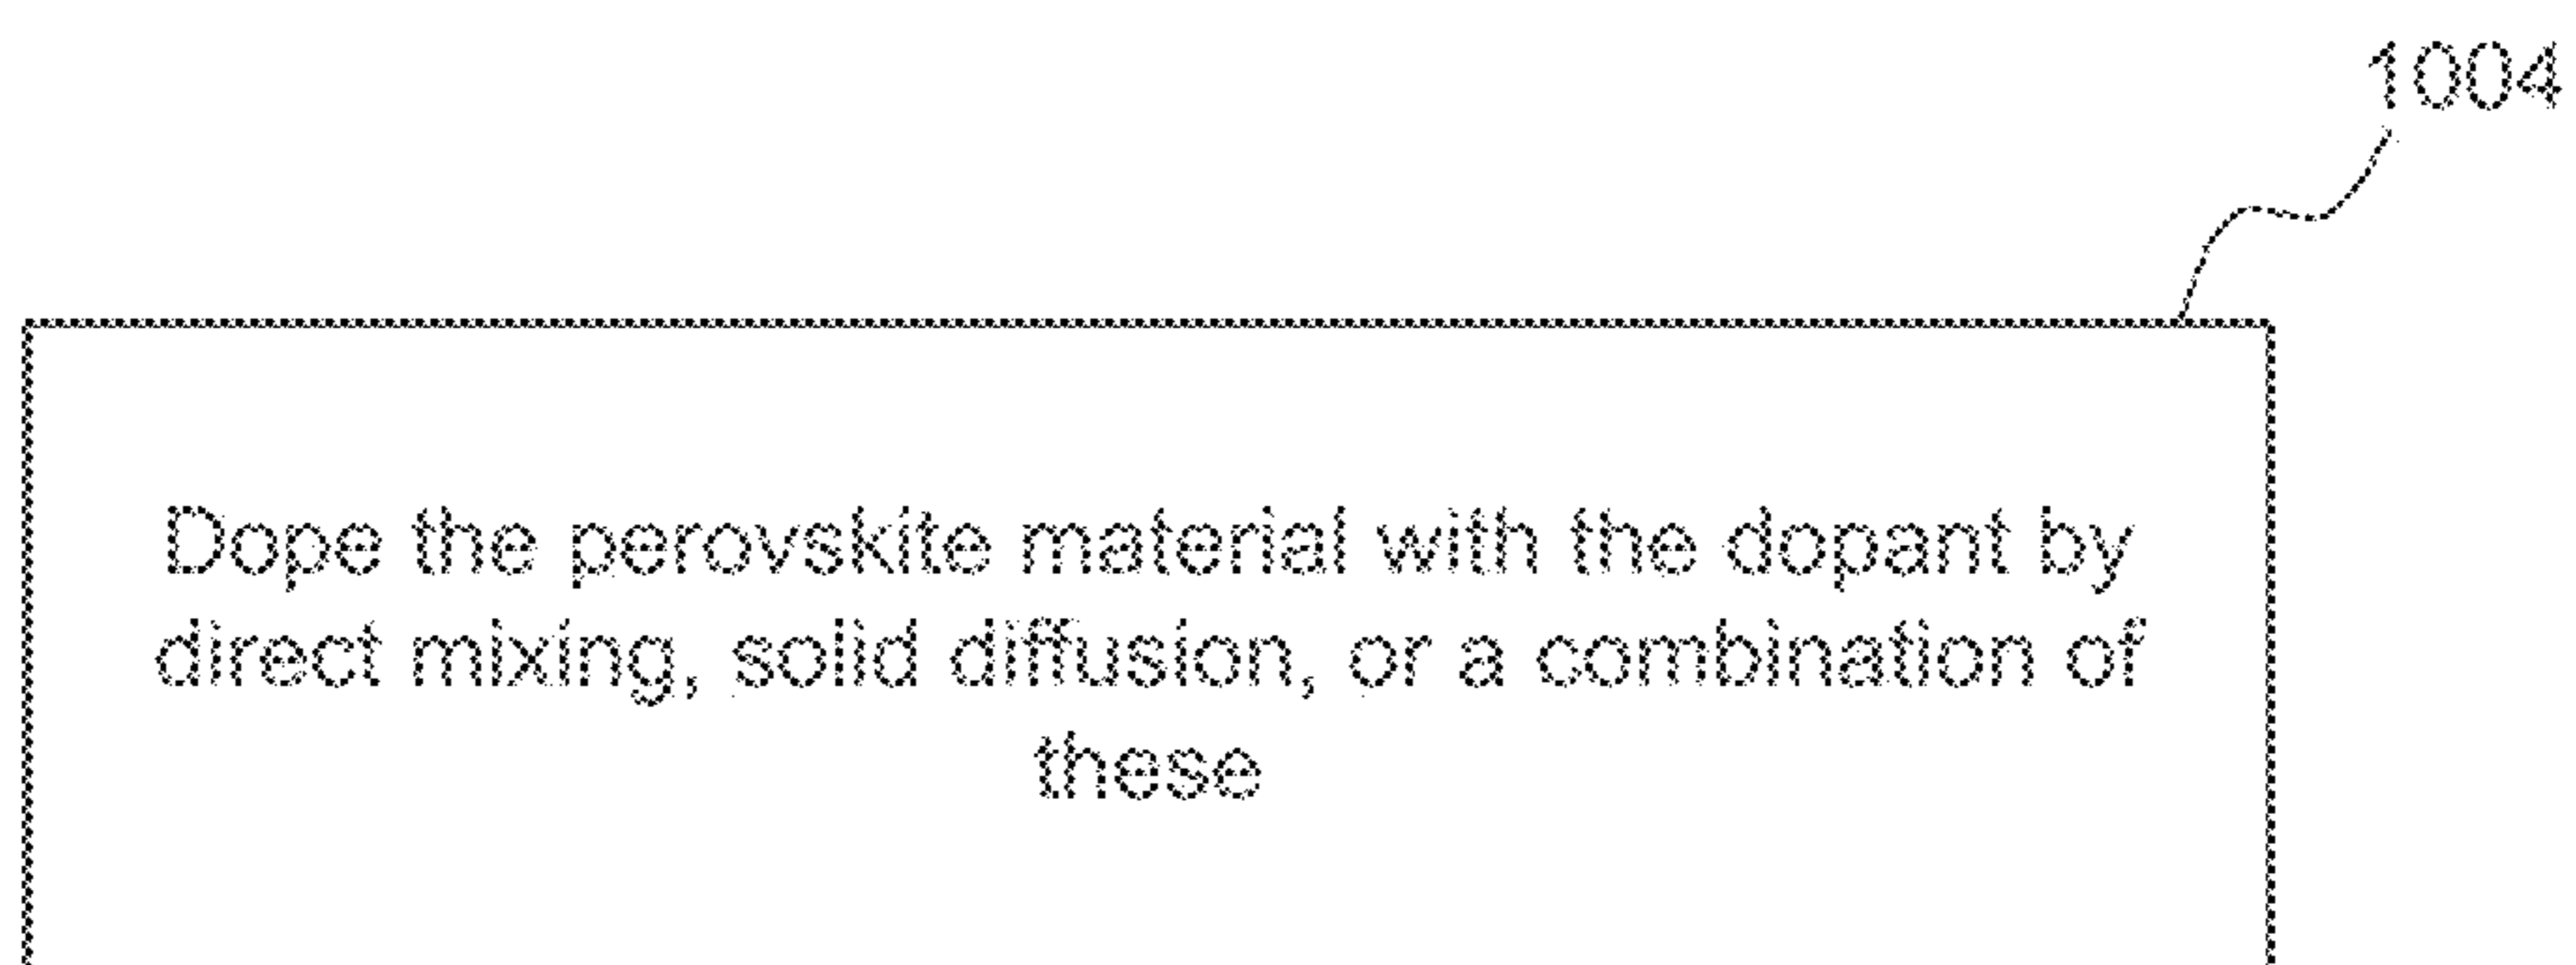 1004
Dope the perovskite material with the dopant by
direct mixing, solid diffusion, or a combination of
these